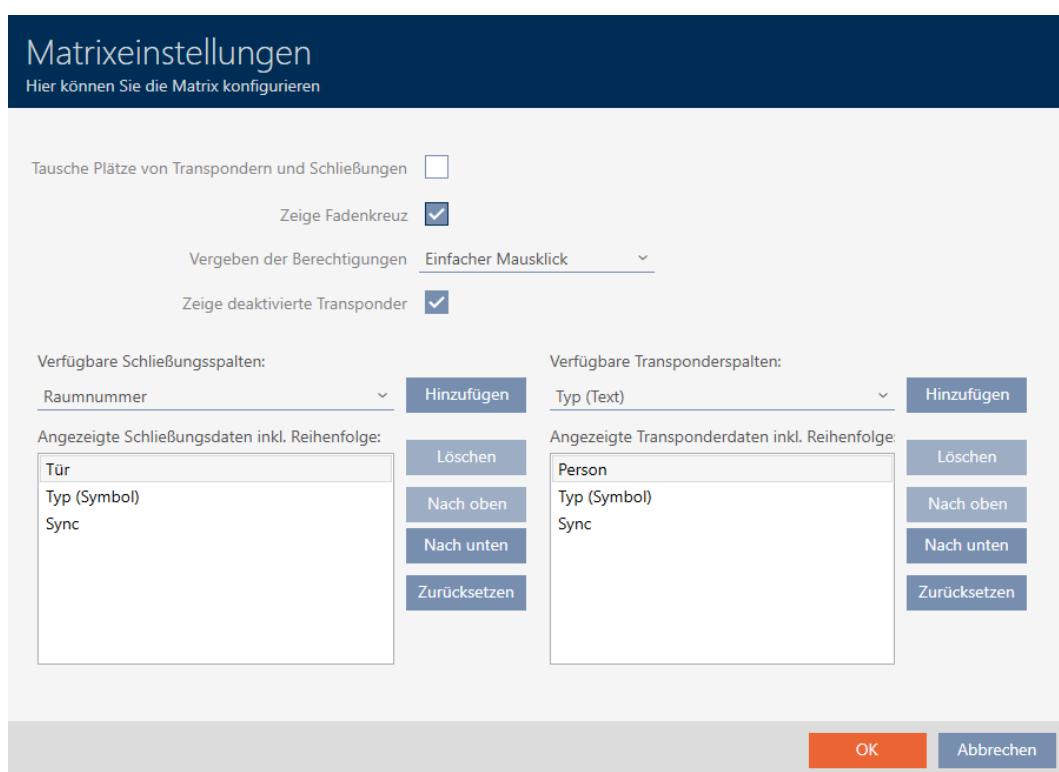 Matrixeinstellungen
Hier können Sie die Matrix konfigurieren
Tausche Plätze von Transpondern und Schließungen
Zeige Fadenkreuz
Vergeben der Berechtigungen Einfacher Mausklick
Zeige deaktivierte Transponder
Verfügbare Schließungsspalten:
Raumnummer
Hinzufügen
Angezeigte Schließungsdaten inkl. Reihenfolge:
Tür
Typ (Symbol)
Sync
Löschen
Nach oben
Nach unten
Zurücksetzen
Verfügbare Transponderspalten:
Typ (Text)
Hinzufügen
Angezeigte Transponderdaten inkl. Reihenfolge:
Person
Typ (Symbol)
Sync
Löschen
Nach oben
Nach unten
Zurücksetzen
OK
Abbrechen